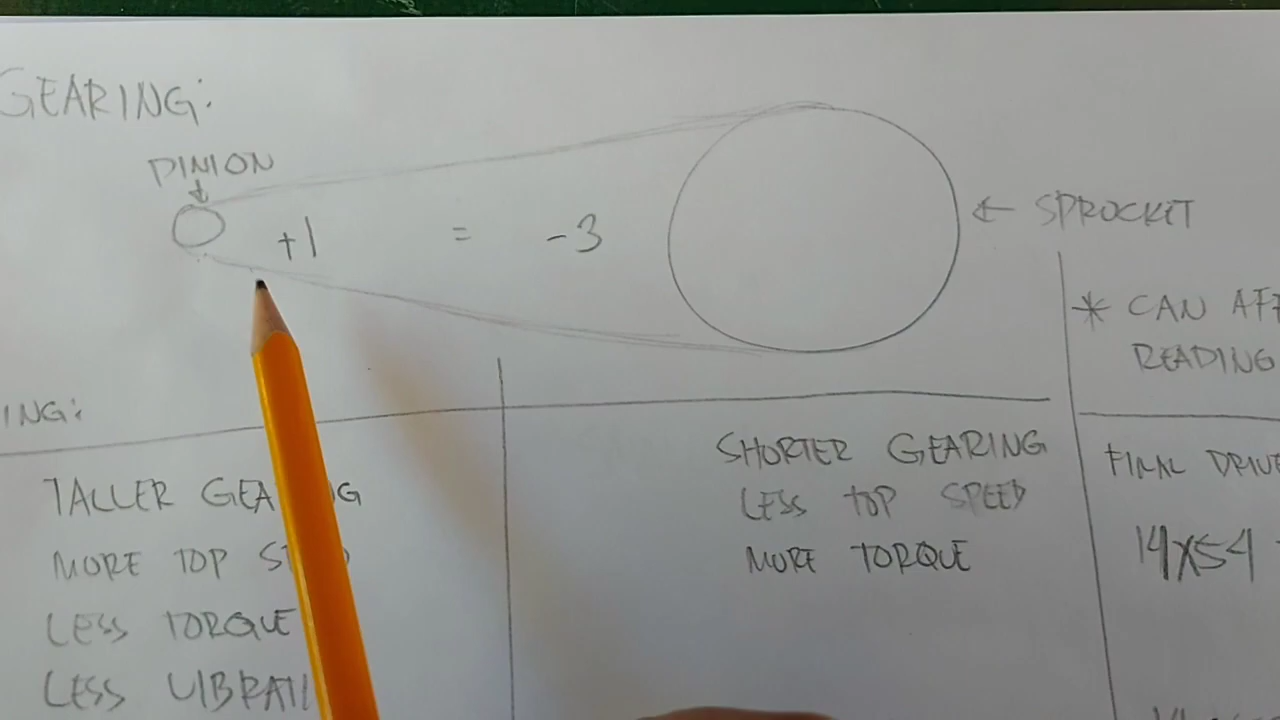 GEARING:
PINION
+1 = -3
← SPROCKET
* CAN
READING
ING:
TALLER
MORE TOP
LESS TORQUE
LESS
SHORTER GEARING
LESS TOP SPEED
MORE TORQUE
FINAL
14X54